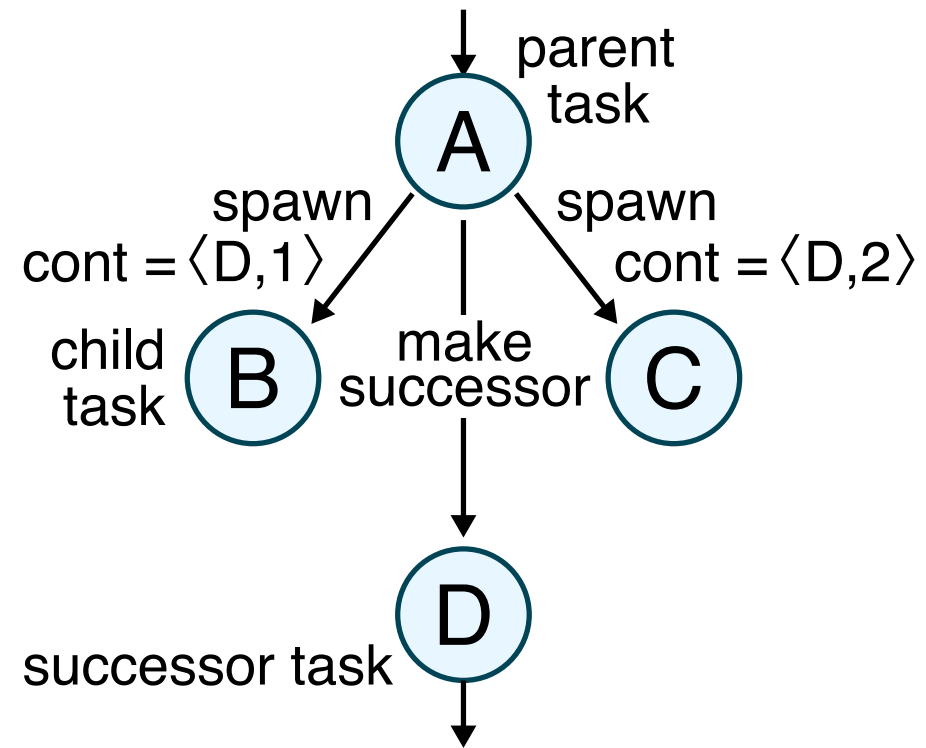 parent
task
A
spawn
spawn
cont =⟨D,1⟩
cont =⟨D,2⟩
child
task
B
make
successor
C
D
successor task